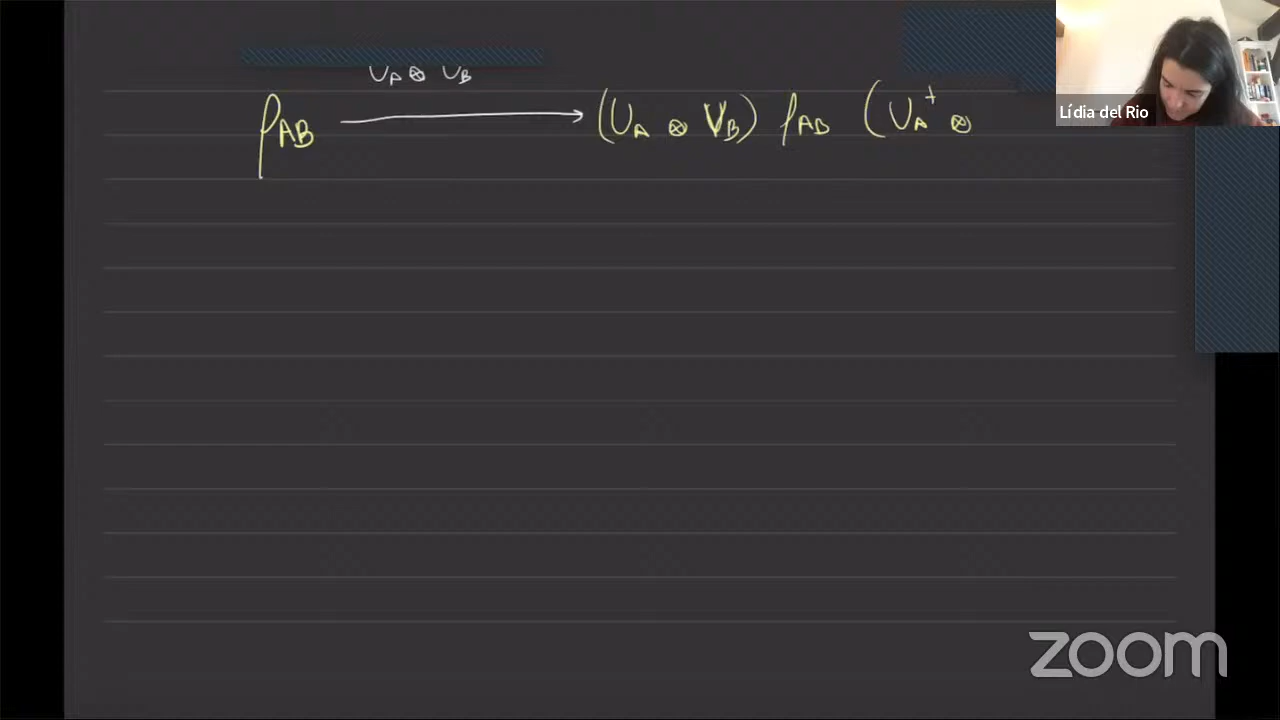 U_A ⊗ U_B
ρ_AB ⟶ (U_A ⊗ V_B) ρ_AB (U_A^† ⊗
Lídia del Rio
zoom